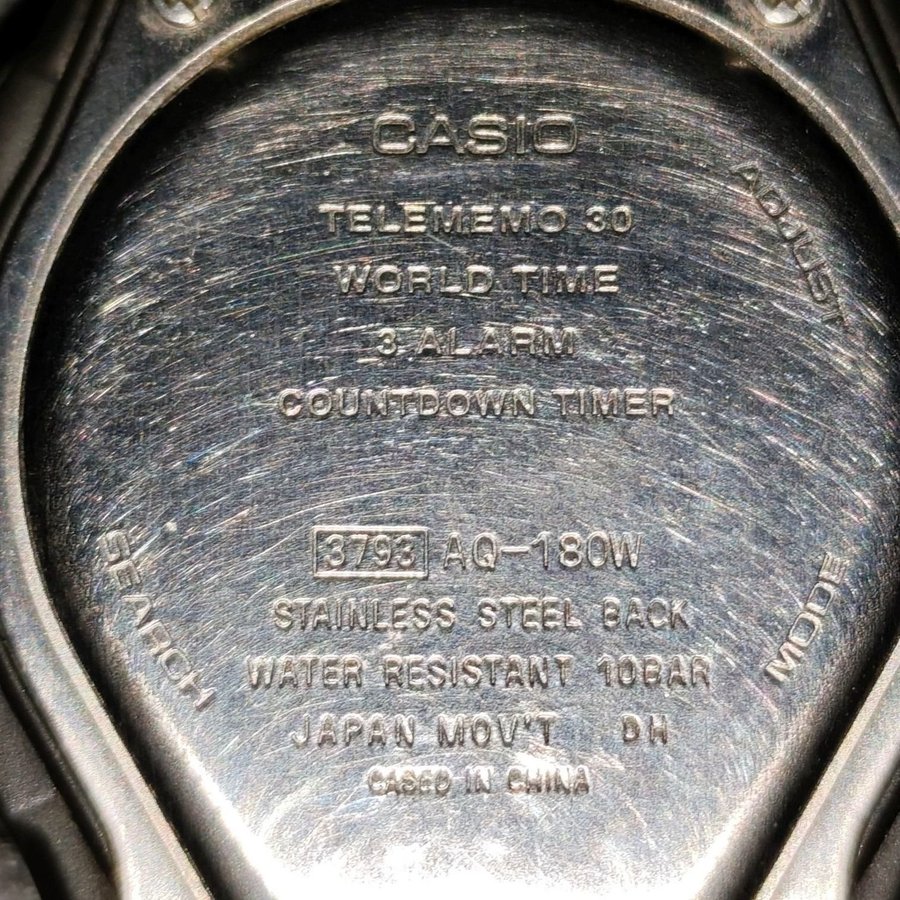 CASIO
TELEMEMO 30
WORLD TIME
3 ALARM
COUNTDOWN TIMER
ADJUST
3793 AQ-180W
STAINLESS STEEL BACK
WATER RESISTANT 10BAR
JAPAN MOV'T DH
CASED IN CHINA
SEARCH
MODE